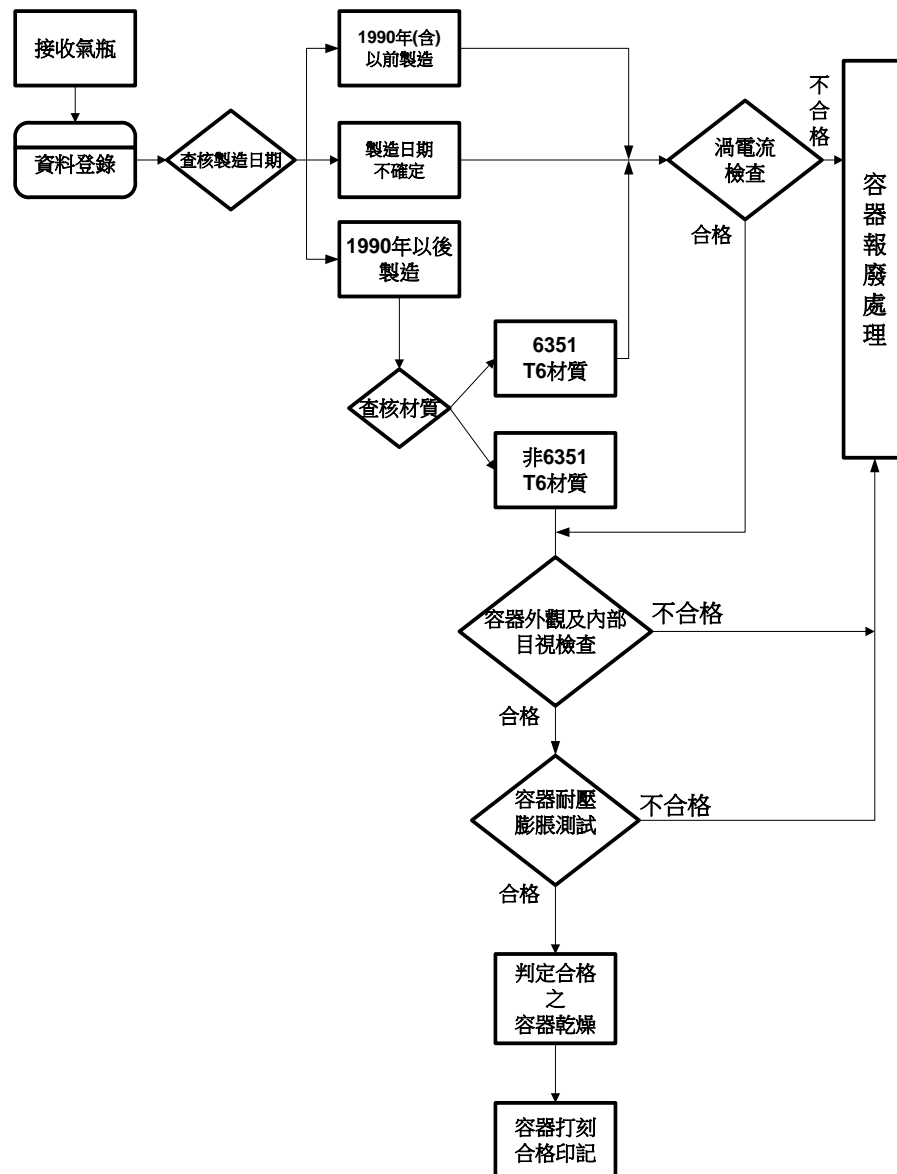 接收氣瓶
資料登錄
查核製造日期
1990年(含)
以前製造
製造日期
不確定
1990年以後
製造
渦電流
檢查
不
合
格
合格
容
器
報
廢
處
理
查核材質
6351
T6材質
非6351
T6材質
容器外觀及內部
目視檢查
不合格
合格
容器耐壓
膨脹測試
不合格
合格
判定合格
之
容器乾燥
容器打刻
合格印記